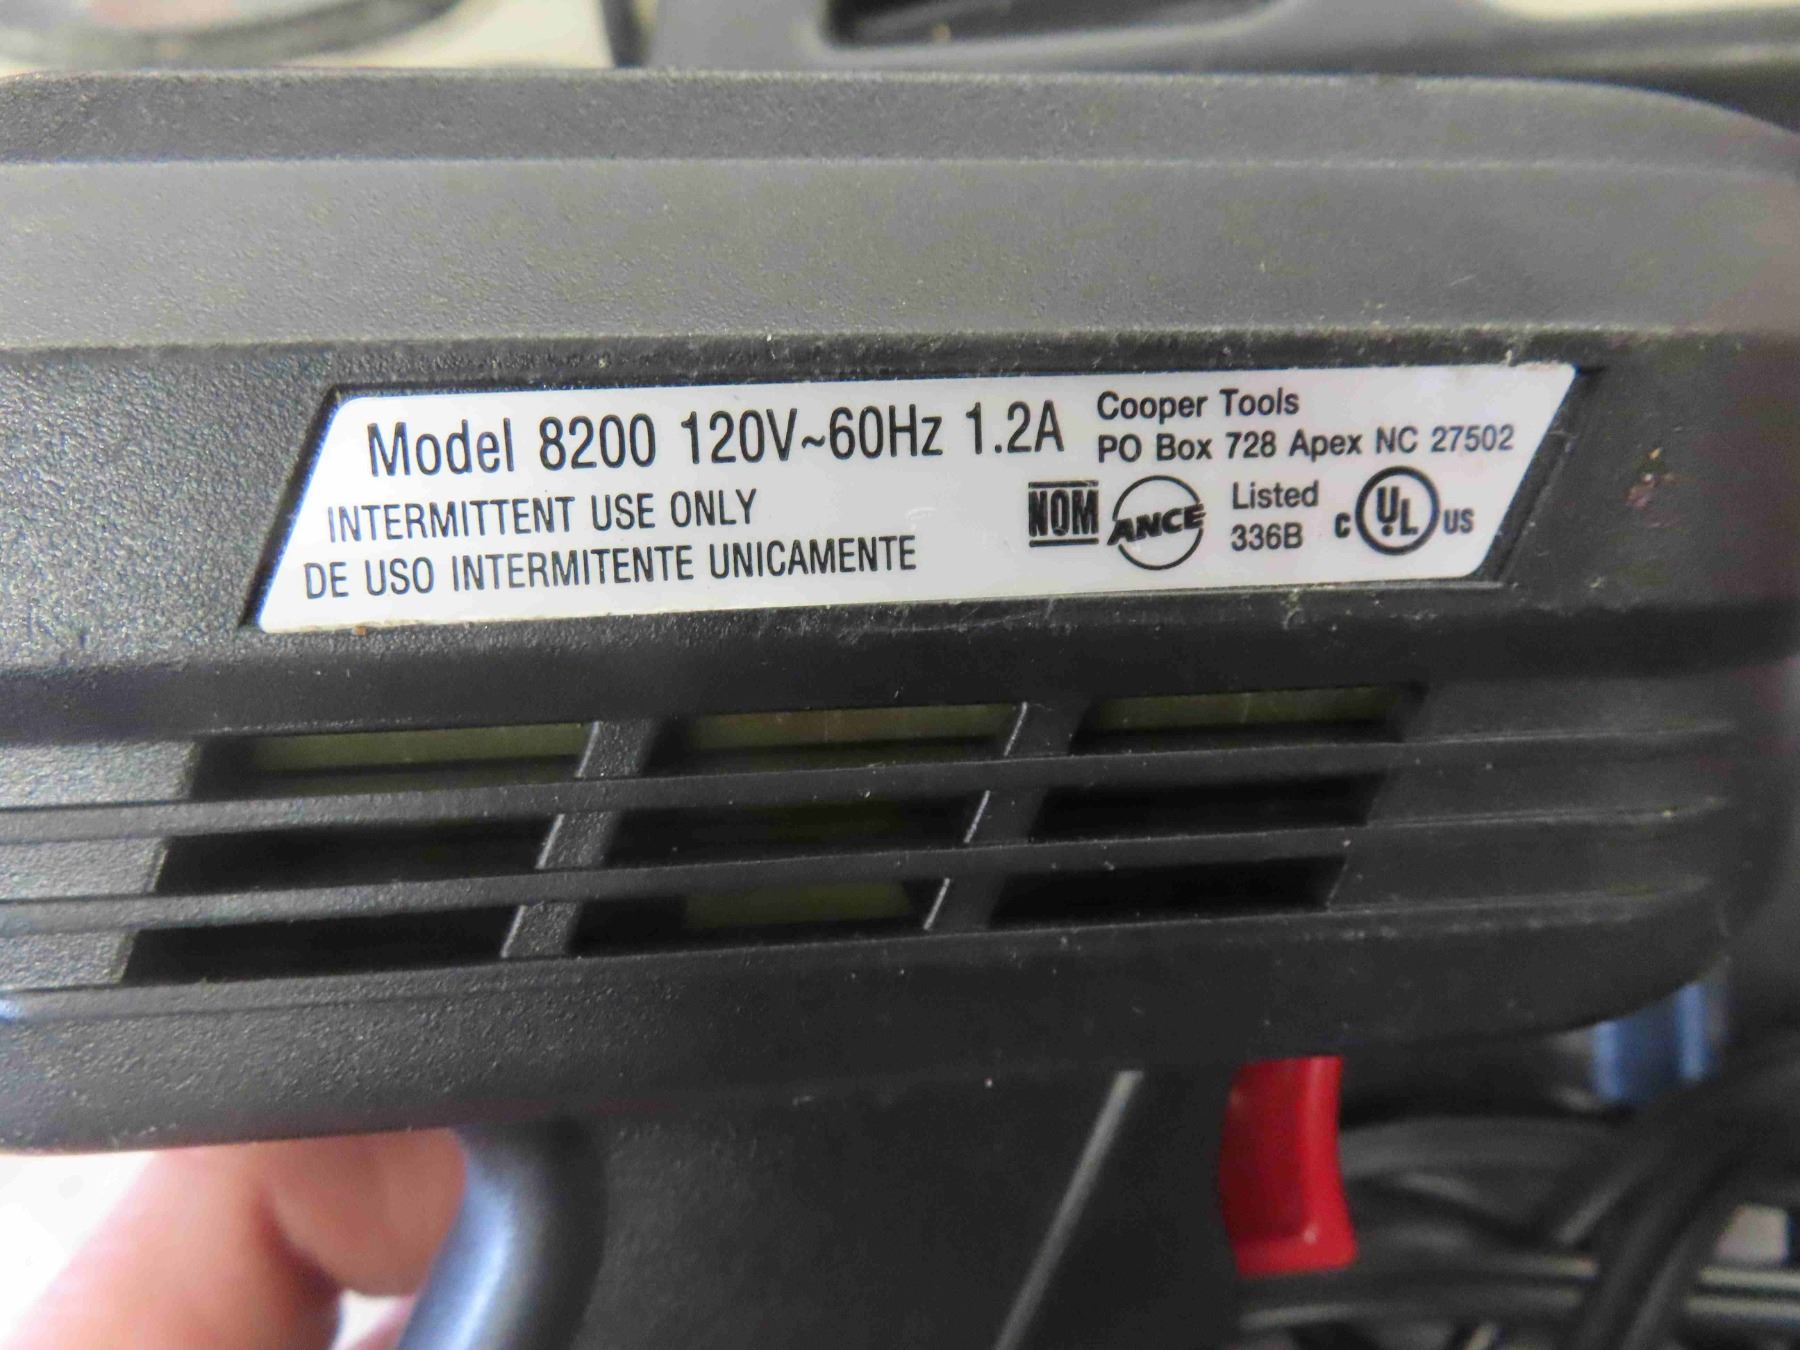 Model 8200 120V~60Hz 1.2A
INTERMITTENT USE ONLY
DE USO INTERMITENTE UNICAMENTE
Cooper Tools
PO Box 728 Apex NC 27502
NOM
ANCE
Listed
336B
C UL US